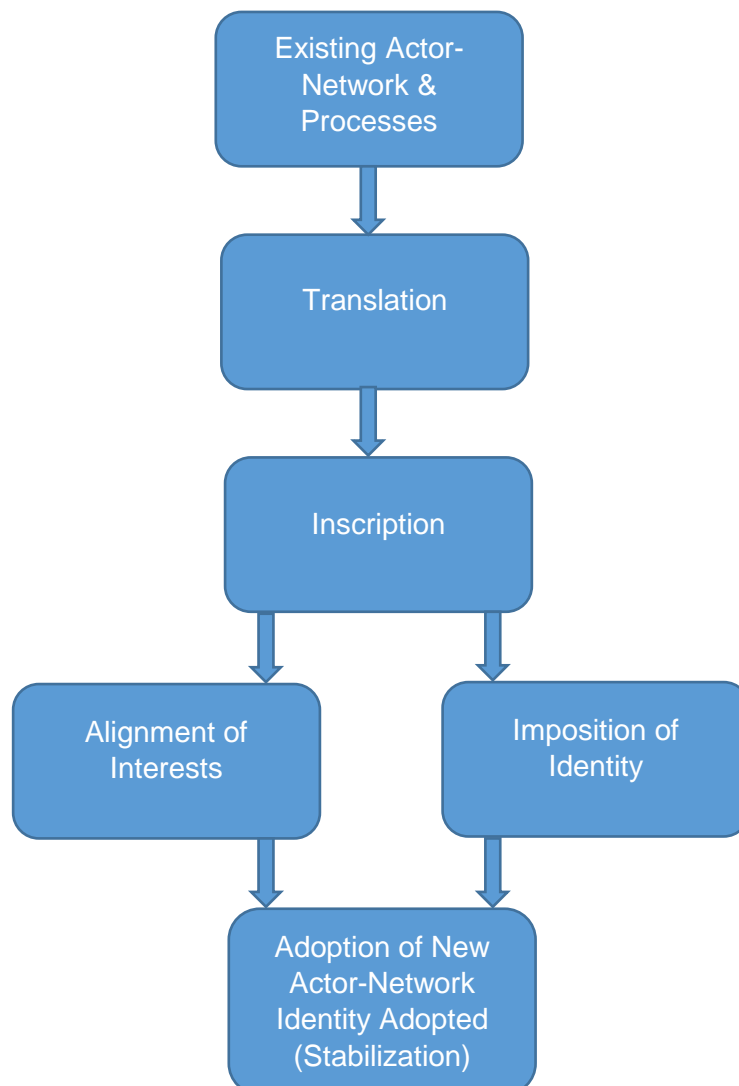 Existing Actor-
Network &
Processes
Translation
Inscription
Alignment of
Interests
Imposition of
Identity
Adoption of New
Actor-Network
Identity Adopted
(Stabilization)